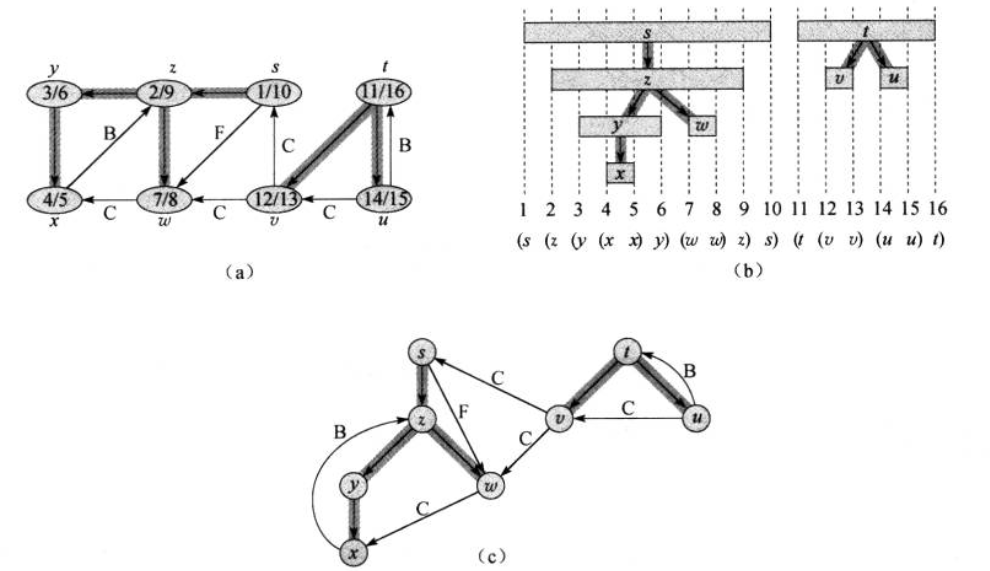 y z s t
3/6 2/9 1/10 11/16
B F C B
4/5 7/8 12/13 14/15
C C C
x w v u
(a)
s t
z v u
y w
x
1 2 3 4 5 6 7 8 9 10 11 12 13 14 15 16
(s (z (y (x x) y) (w w) z) s) (t (v v) (u u) t)
(b)
s t
C B
F C
B z v u
C
y w
C
x
(c)